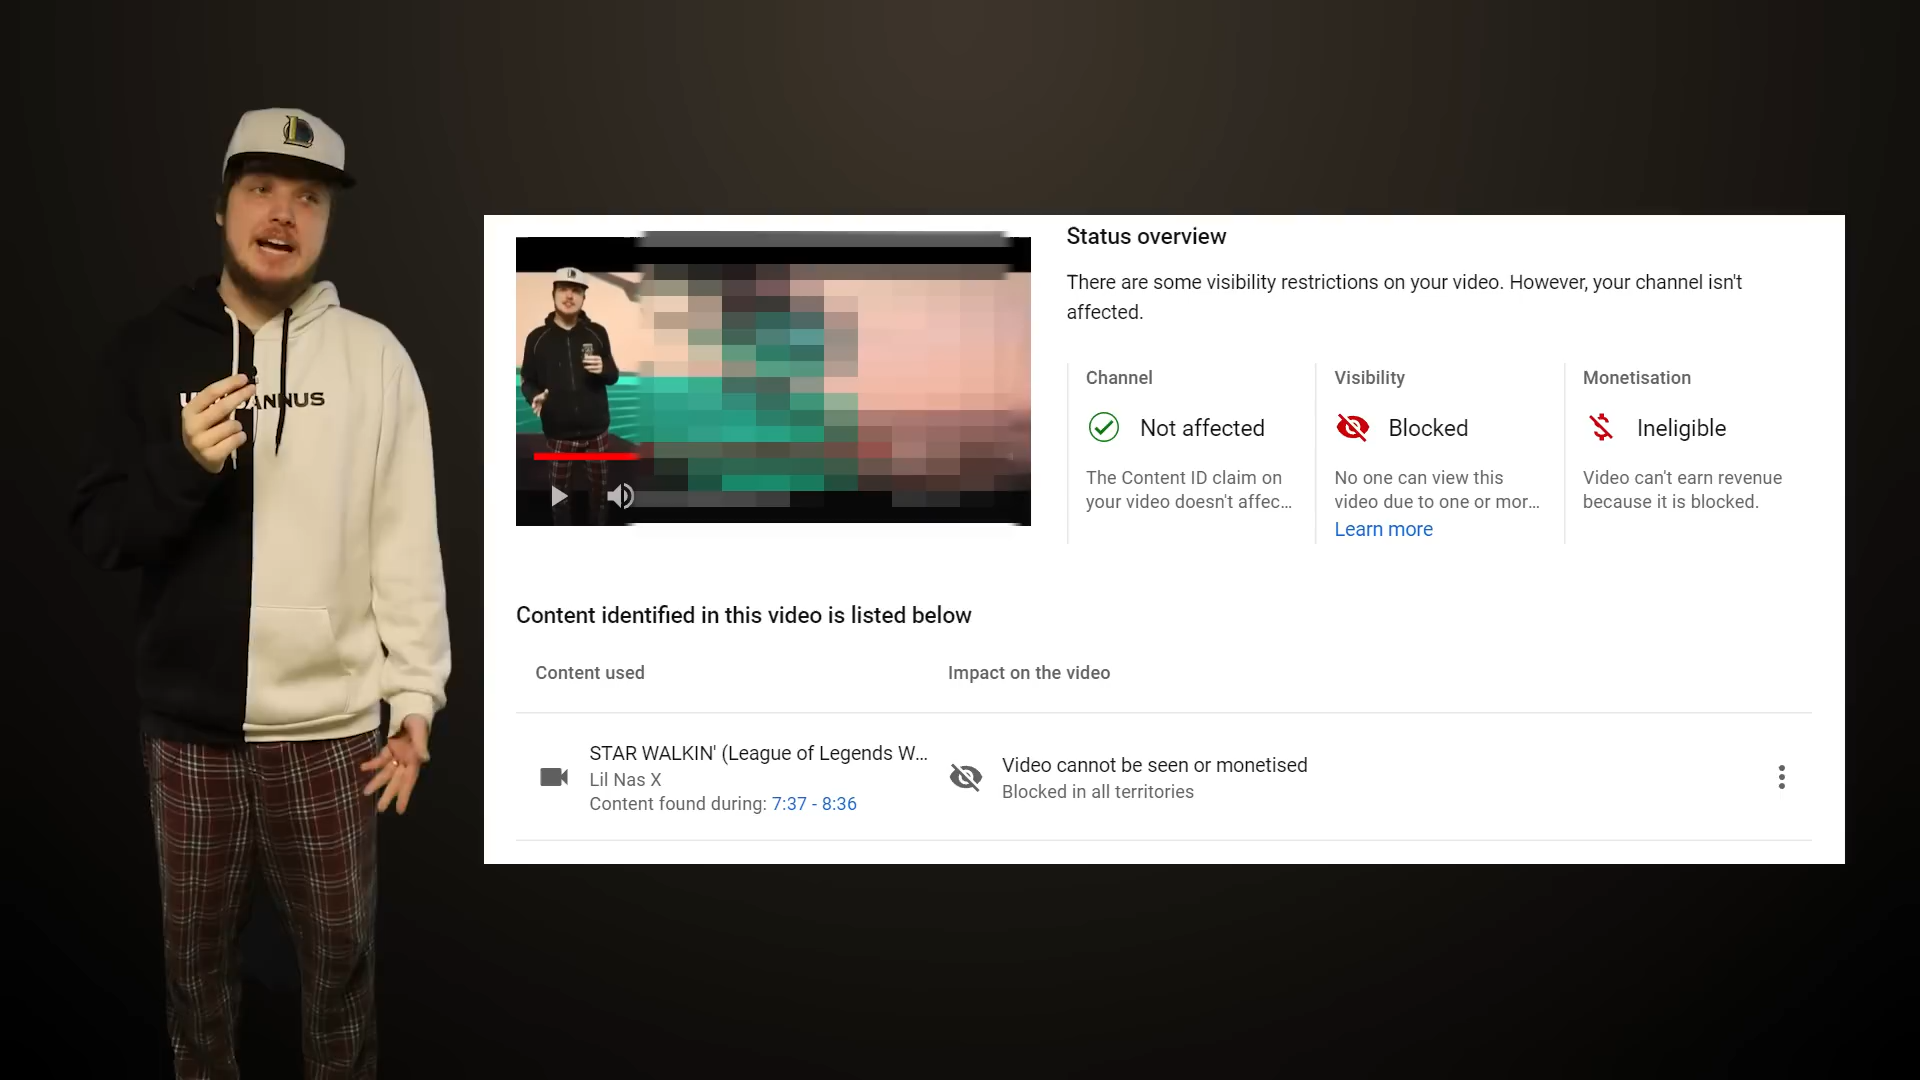 ANNUS
Status overview
There are some visibility restrictions on your video. However, your channel isn't
affected.
Channel
Not affected
The Content ID claim on
your video doesn't affec...
Visibility
Blocked
No one can view this
video due to one or mor...
Learn more
Monetisation
Ineligible
Video can't earn revenue
because it is blocked.
Content identified in this video is listed below
Content used
Impact on the video
STAR WALKIN' (League of Legends W...
Lil Nas X
Content found during: 7:37 - 8:36
Video cannot be seen or monetised
Blocked in all territories